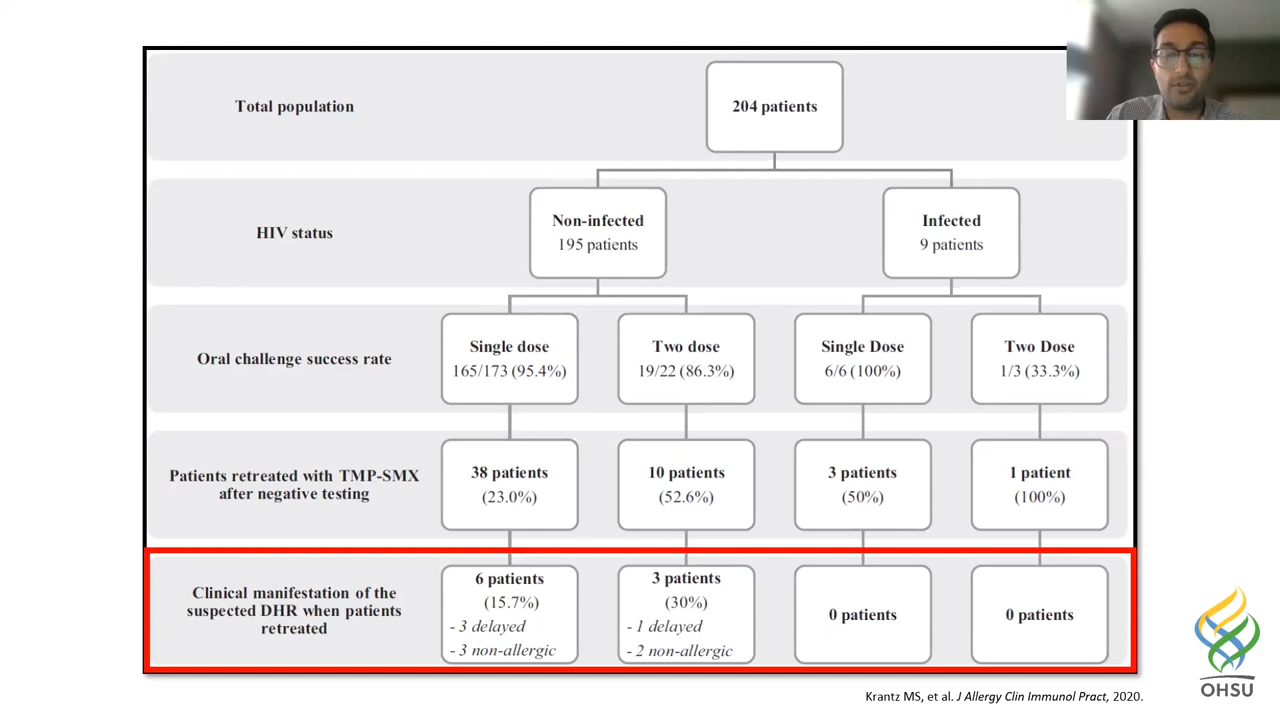 Total population
204 patients
HIV status
Non-infected
195 patients
Infected
9 patients
Oral challenge success rate
Single dose
165/173 (95.4%)
Two dose
19/22 (86.3%)
Single Dose
6/6 (100%)
Two Dose
1/3 (33.3%)
Patients retreated with TMP-SMX
after negative testing
38 patients
(23.0%)
10 patients
(52.6%)
3 patients
(50%)
1 patient
(100%)
Clinical manifestation of the
suspected DHR when patients
retreated
6 patients
(15.7%)
- 3 delayed
- 3 non-allergic
3 patients
(30%)
- 1 delayed
- 2 non-allergic
0 patients
0 patients
Krantz MS, et al. J Allergy Clin Immunol Pract, 2020.
OHSU